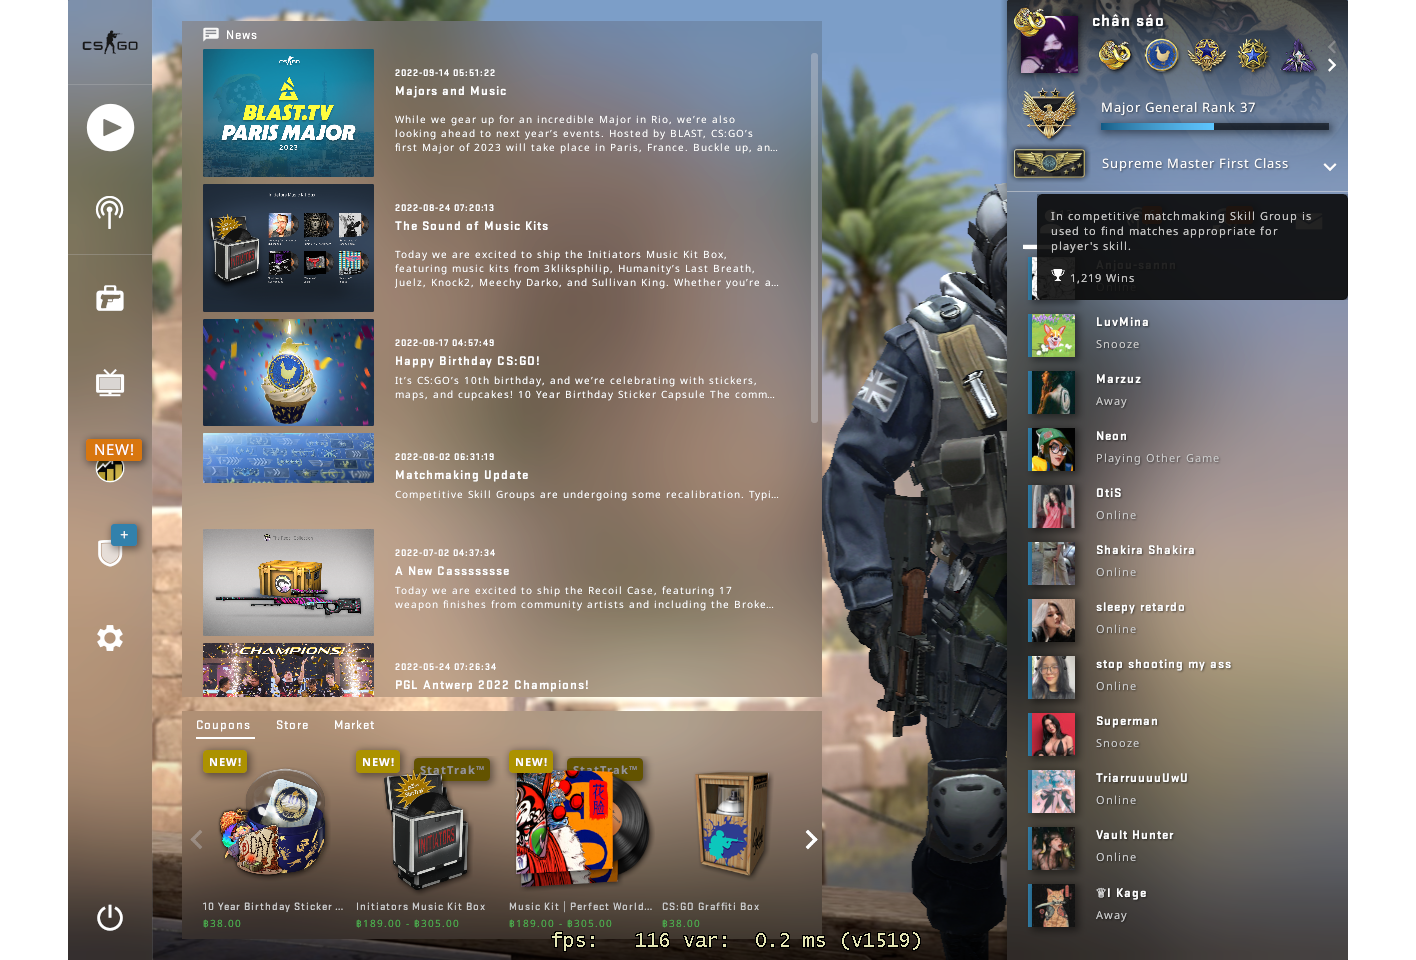 CS GO
NEW!
+
News
BLAST.TV
PARIS MAJOR
2023
2022-09-14 05:51:22
Majors and Music
While we gear up for an incredible Major in Rio, we're also
looking ahead to next year's events. Hosted by BLAST, CS:GO's
first Major of 2023 will take place in Paris, France. Buckle up, an…
2022-08-24 07:20:13
The Sound of Music Kits
Today we are excited to ship the Initiators Music Kit Box,
featuring music kits from 3kliksphilip, Humanity's Last Breath,
Juelz, Knock2, Meechy Darko, and Sullivan King. Whether you're a…
2022-08-17 04:57:49
Happy Birthday CS:GO!
It's CS:GO's 10th birthday, and we're celebrating with stickers,
maps, and cupcakes! 10 Year Birthday Sticker Capsule The comm…
2022-08-02 06:31:19
Matchmaking Update
Competitive Skill Groups are undergoing some recalibration. Typi…
2022-07-02 04:37:34
A New Casssssse
Today we are excited to ship the Recoil Case, featuring 17
weapon finishes from community artists and including the Broke…
CHAMPIONS!
2022-05-24 07:26:34
PGL Antwerp 2022 Champions!
Coupons Store Market
NEW!
NEW! StatTrak™
NEW! StatTrak™
花臉
10 Year Birthday Sticker … Initiators Music Kit Box Music Kit | Perfect World… CS:GO Graffiti Box
฿38.00 ฿189.00 - ฿305.00 ฿189.00 - ฿305.00 ฿38.00
fps: 116 var: 0.2 ms (v1519)
chân sáo
Major General Rank 37
Supreme Master First Class
In competitive matchmaking Skill Group is
used to find matches appropriate for
player's skill.
1,219 Wins
LuvMina
Snooze
Marzuz
Away
Neon
Playing Other Game
OtiS
Online
Shakira Shakira
Online
sleepy retardo
Online
stop shooting my ass
Online
Superman
Snooze
TriarruuuuUwU
Online
Vault Hunter
Online
♕I Kage
Away